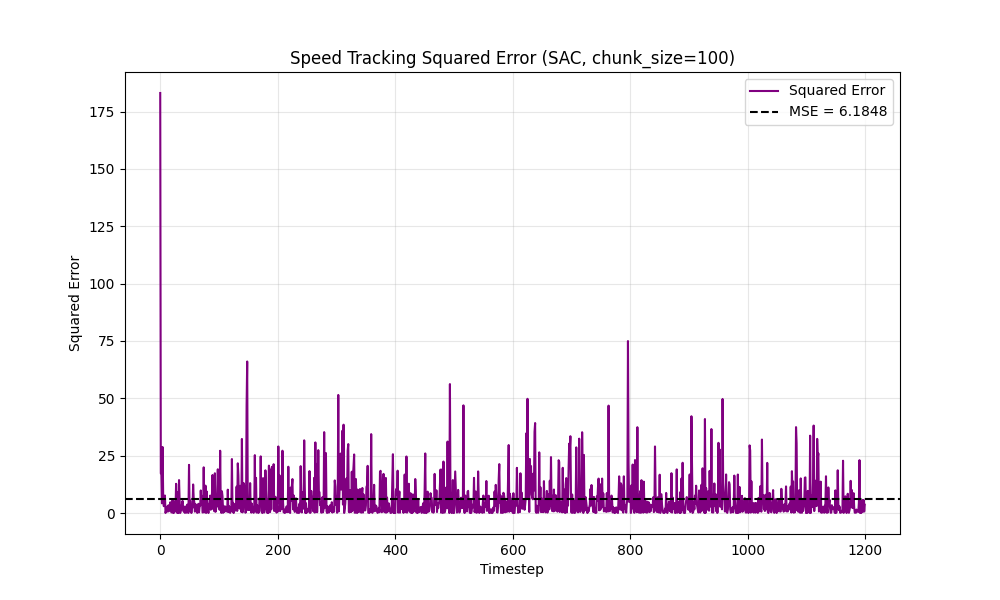 Speed Tracking Squared Error (SAC, chunk_size=100)
Squared Error
MSE = 6.1848
175
150
125
100
75
50
25
0
Squared Error
0 200 400 600 800 1000 1200
Timestep